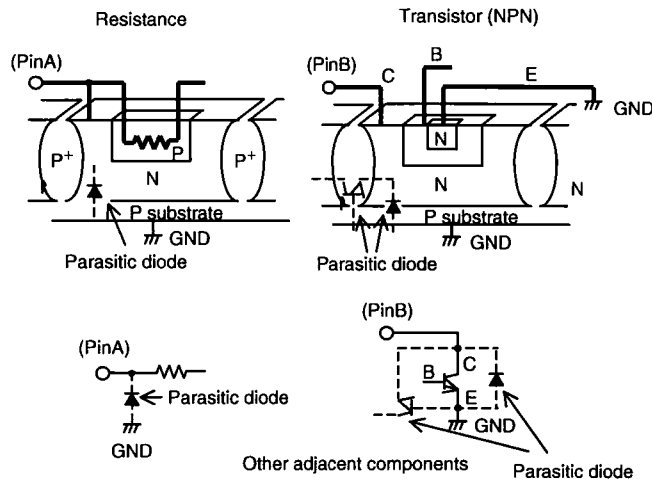 Resistance
Transistor (NPN)
(PinA)
(PinB)
C
B
E
GND
P+
P
P+
N
N
N
N
P substrate
P substrate
GND
GND
Parasitic diode
Parasitic diode
(PinA)
Parasitic diode
GND
(PinB)
C
B
E
GND
Other adjacent components
Parasitic diode